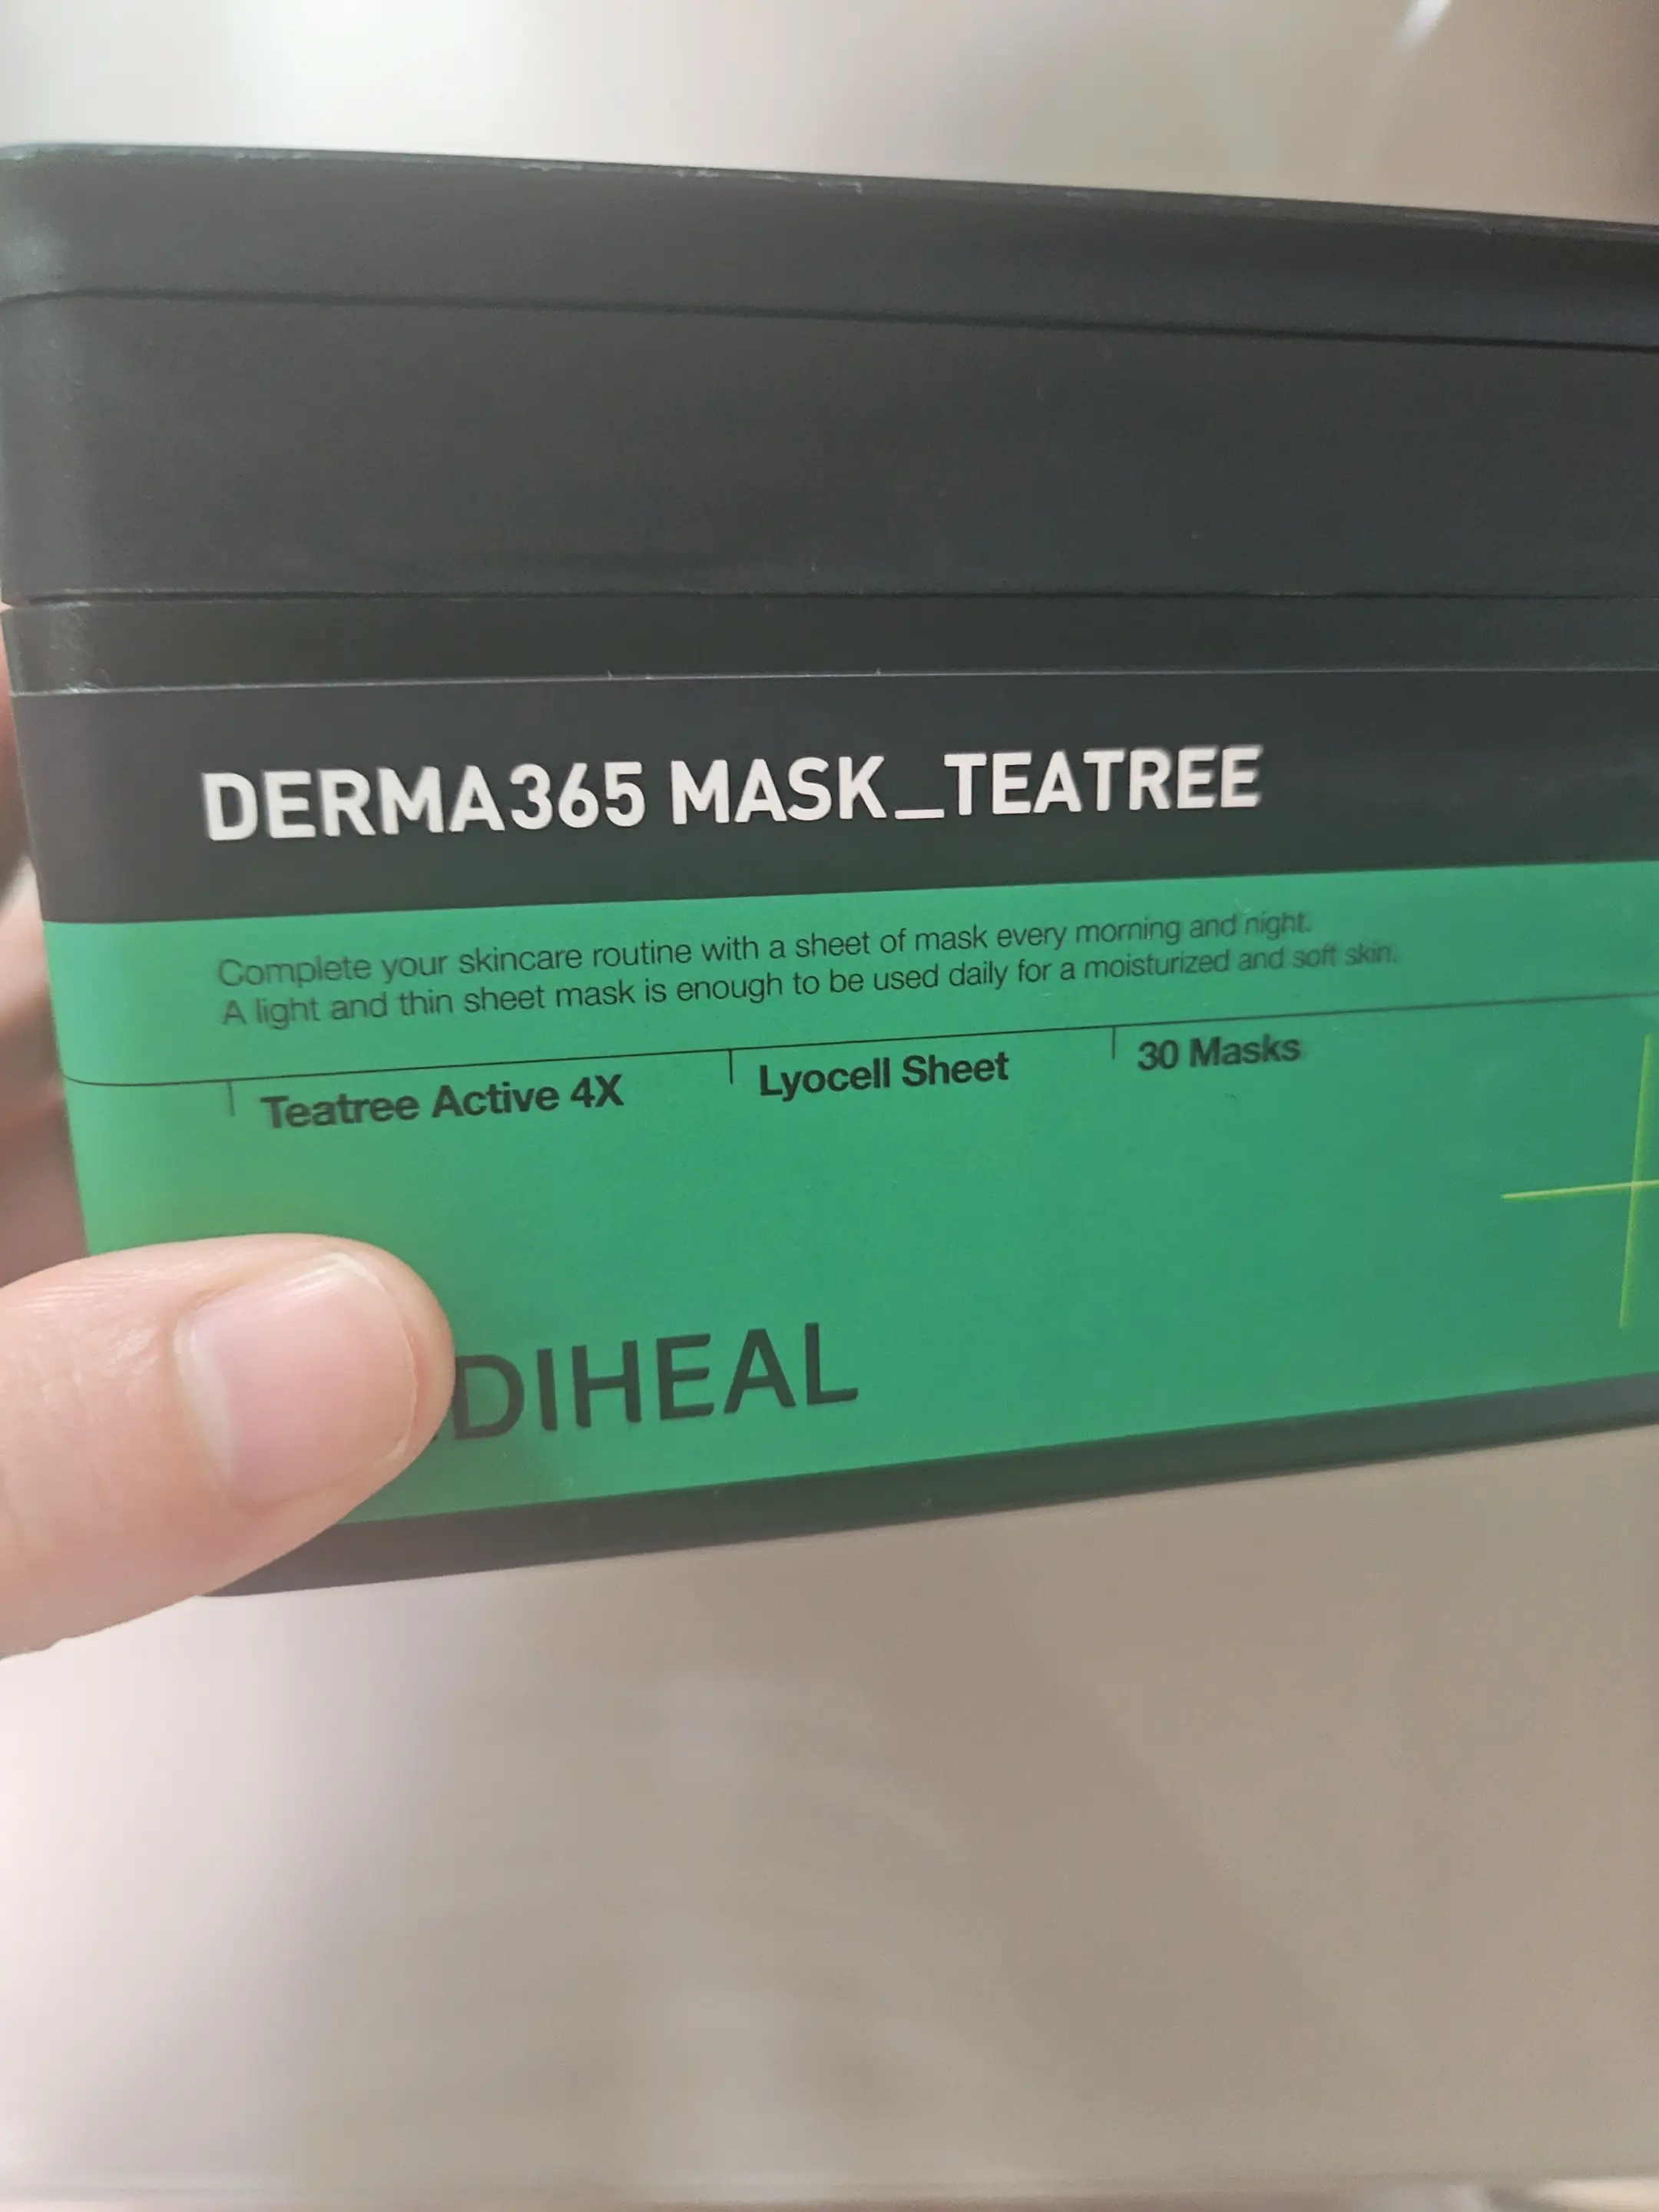 DERMA365 MASK_TEATREE
Complete your skincare routine with a sheet of mask every morning and night.
A light and thin sheet mask is enough to be used daily for a moisturized and soft skin.
Teatree Active 4X
Lyocell Sheet
30 Masks
DIHEAL